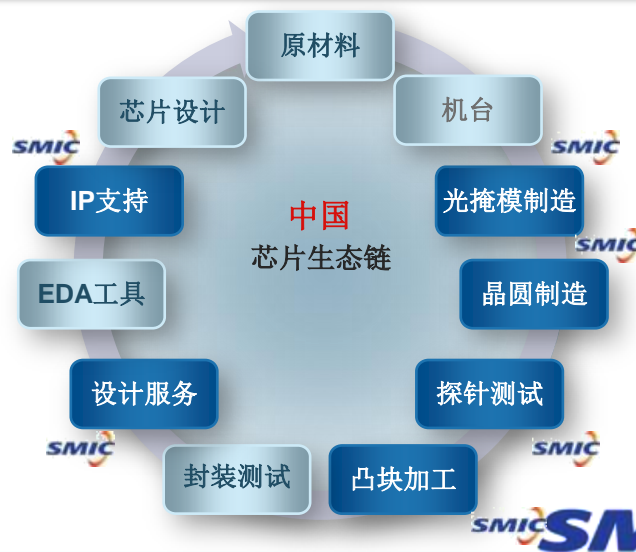 原材料
芯片设计
机台
SMIC
SMIC
IP支持
光掩模制造
中国
芯片生态链
SMIC
EDA工具
晶圆制造
设计服务
探针测试
SMIC
SMIC
封装测试
凸块加工
SMIC
SM